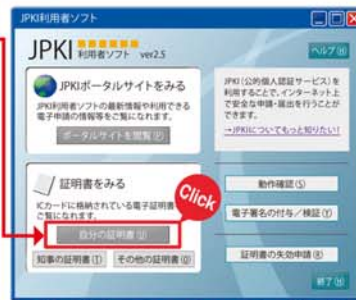 JPKI利用者ソフト
JPKI 利用者ソフト ver2.5
ヘルプ(H)
JPKIポータルサイトをみる
JPKI利用者ソフトの最新情報や利用できる
電子申請の情報等をご覧になれます。
ポータルサイトを閲覧(P)
JPKI(公的個人認証サービス)を
利用することで、インターネット上
で安全な申請・届出を行うことが
できます。
→JPKIについてもっと知りたい!
証明書をみる
ICカードに格納されている電子証明書
ご覧になれます。
Click
自分の証明書(U)
知事の証明書(T)
その他の証明書(O)
動作確認(S)
電子署名の付与/検証(Y)
証明書の失効申請(R)
終了(X)